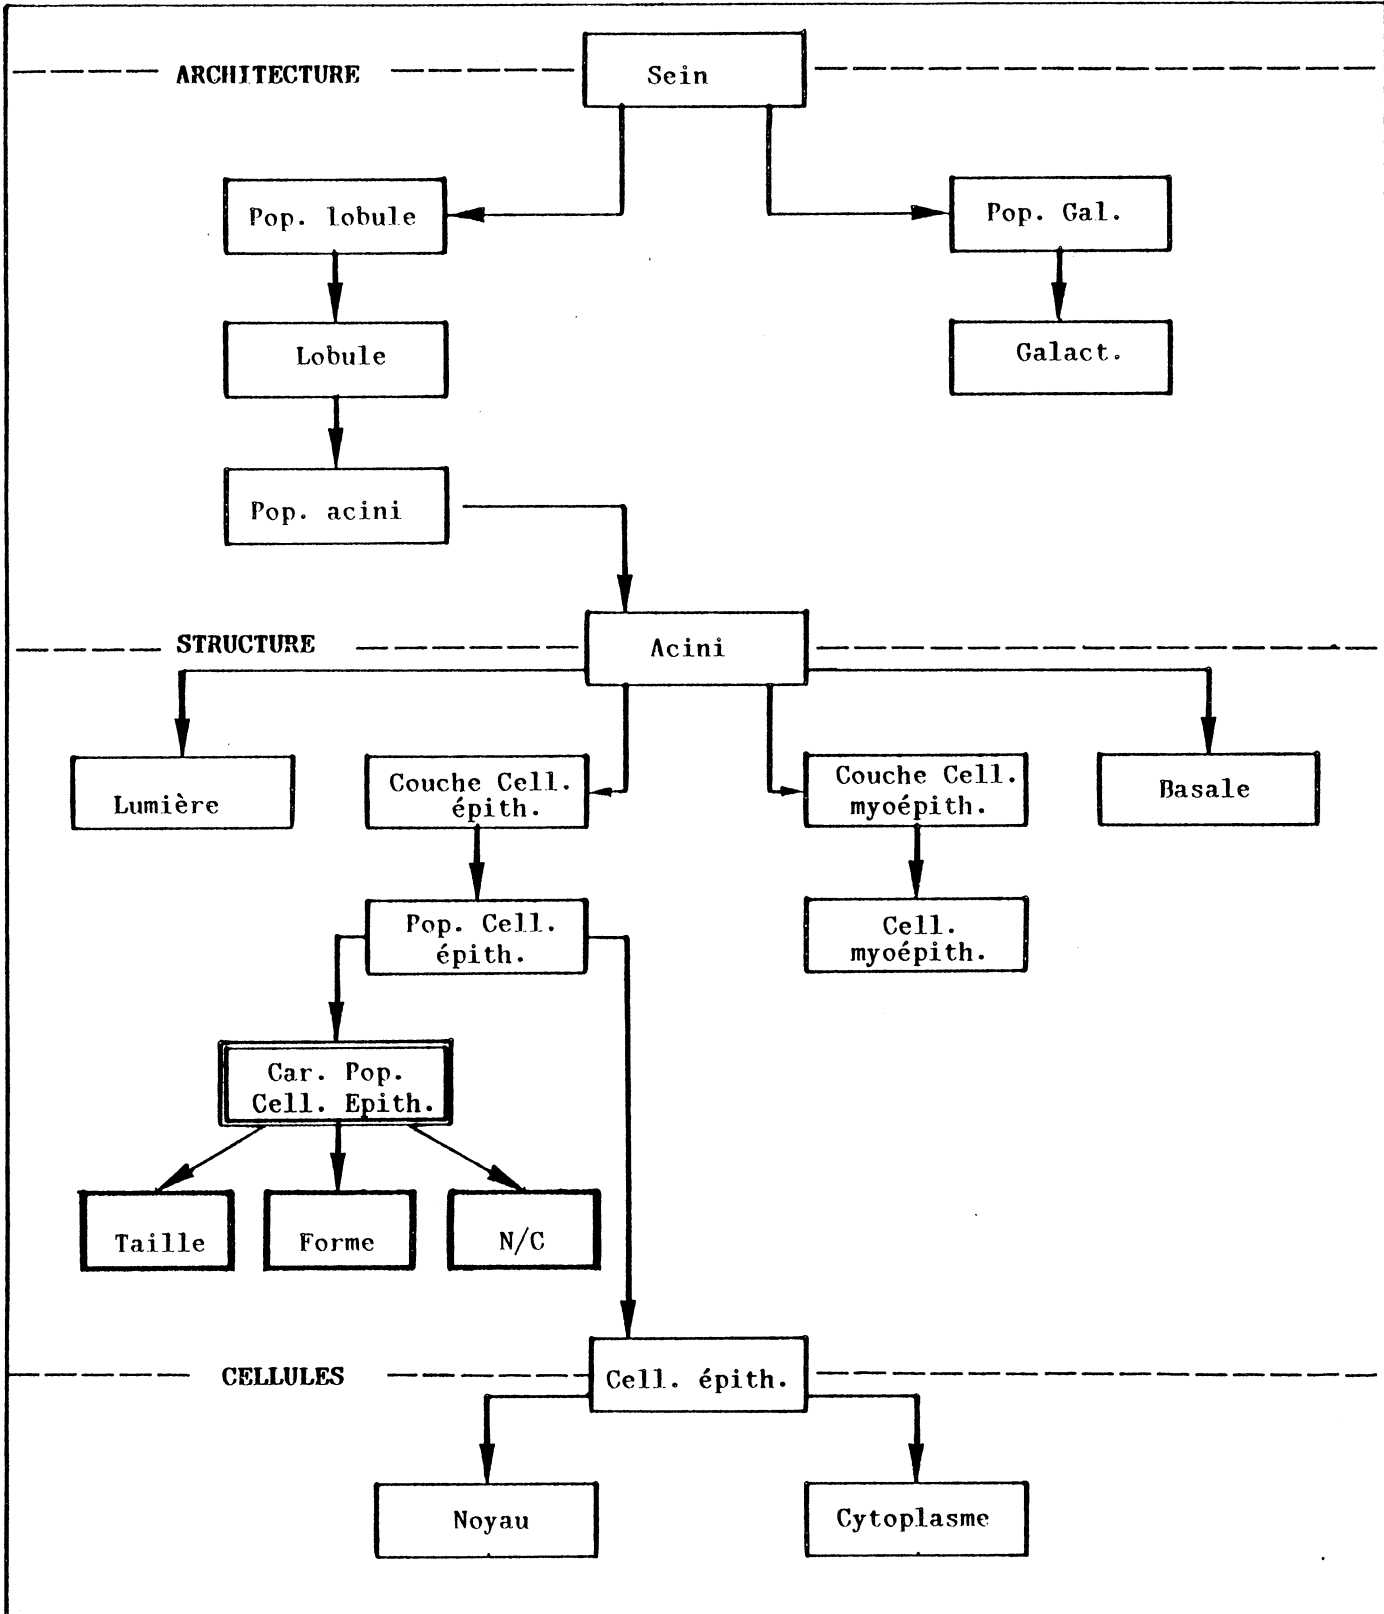 ARCHITECTURE
Sein
Pop. lobule
Pop. Gal.
Lobule
Galact.
Pop. acini
STRUCTURE
Acini
Lumière
Couche Cell.
épith.
Couche Cell.
myoépith.
Basale
Pop. Cell.
épith.
Cell.
myoépith.
Car. Pop.
Cell. Epith.
Taille
Forme
N/C
CELLULES
Cell. épith.
Noyau
Cytoplasme